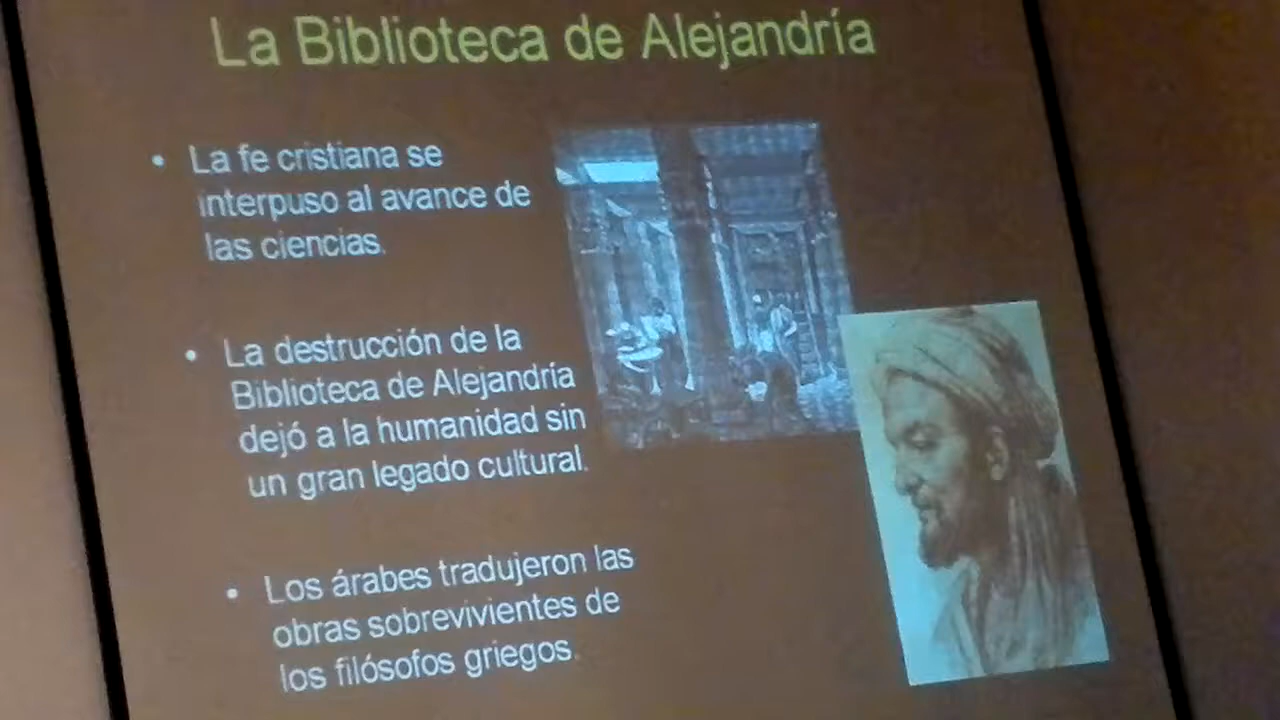 La Biblioteca de Alejandría
• La fe cristiana se
interpuso al avance de
las ciencias.
• La destrucción de la
Biblioteca de Alejandría
dejó a la humanidad sin
un gran legado cultural.
• Los árabes tradujeron las
obras sobrevivientes de
los filósofos griegos.